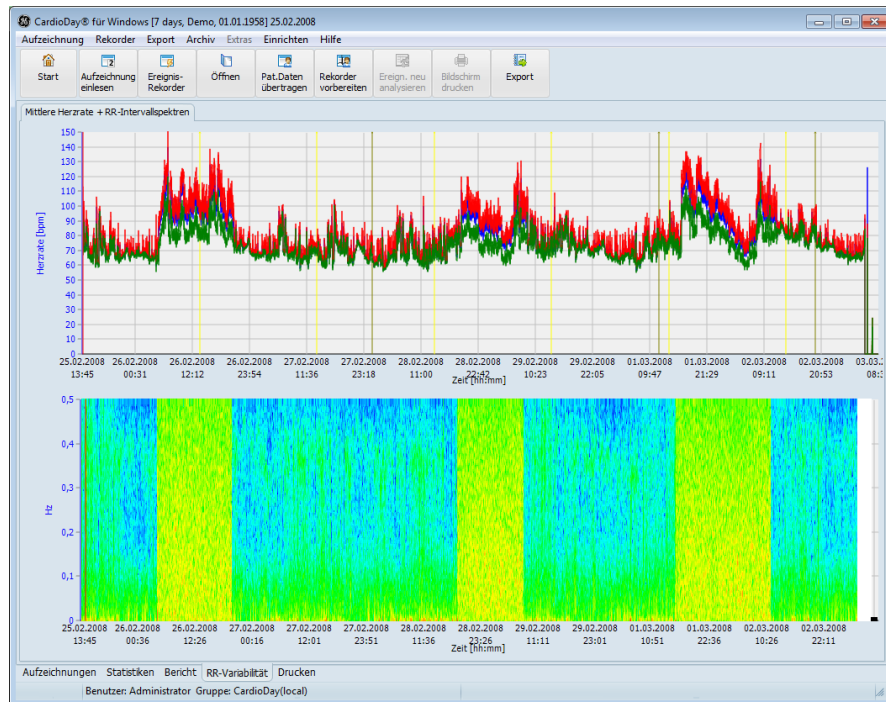 CardioDay® für Windows [7 days, Demo, 01.01.1958] 25.02.2008
Aufzeichnung Rekorder Export Archiv Extras Einrichten Hilfe
Start Aufzeichnung einlesen Ereignis-Rekorder Öffnen Pat.Daten übertragen Rekorder vorbereiten Ereign. neu analysieren Bildschirm drucken Export
Mittlere Herzrate + RR-Intervallspektren
150
140
130
120
110
100
90
80
70
60
50
40
30
20
10
0
Herzrate [bpm]
25.02.2008 26.02.2008 26.02.2008 26.02.2008 27.02.2008 27.02.2008 28.02.2008 28.02.2008 29.02.2008 29.02.2008 01.03.2008 01.03.2008 02.03.2008 02.03.2008 03.03.2
13:45 00:31 12:12 23:54 11:36 23:18 11:00 22:42 10:23 22:05 09:47 21:29 09:11 20:53 08:3
Zeit [hh:mm]
0,5
0,4
0,3
0,2
0,1
0
Hz
25.02.2008 26.02.2008 26.02.2008 27.02.2008 27.02.2008 27.02.2008 28.02.2008 28.02.2008 29.02.2008 29.02.2008 01.03.2008 01.03.2008 02.03.2008 02.03.2008
13:45 00:36 12:26 00:16 12:01 23:51 11:36 23:26 11:11 23:01 10:51 22:36 10:26 22:11
Zeit [hh:mm]
Aufzeichnungen Statistiken Bericht RR-Variabilität Drucken
Benutzer: Administrator Gruppe: CardioDay(local)